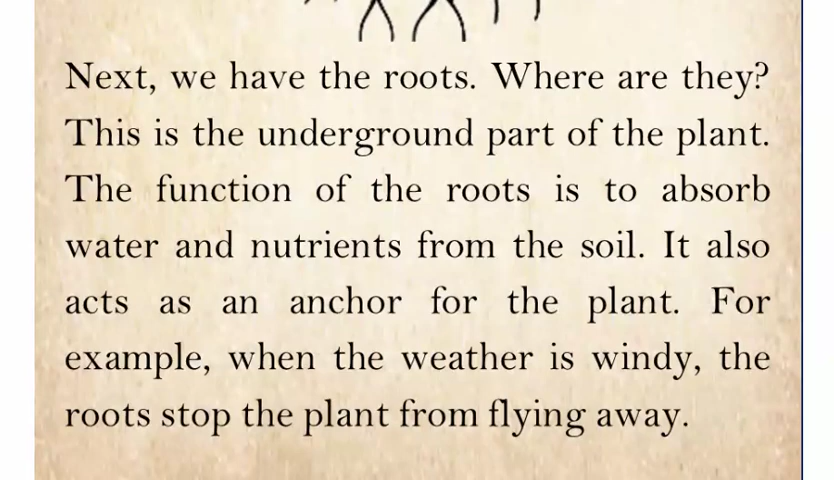 Next, we have the roots. Where are they?
This is the underground part of the plant.
The function of the roots is to absorb
water and nutrients from the soil. It also
acts as an anchor for the plant. For
example, when the weather is windy, the
roots stop the plant from flying away.